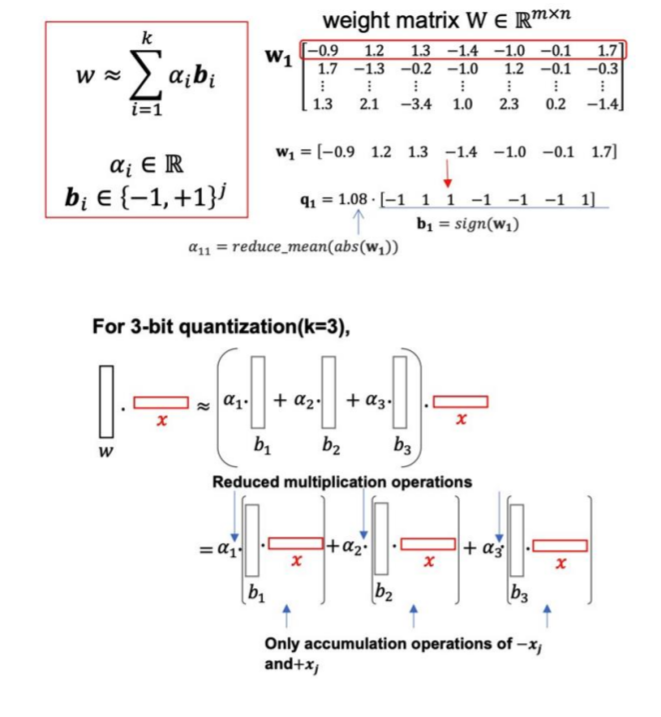 weight matrix W ∈ ℝ^{m×n}
w ≈ ∑_{i=1}^{k} α_i b_i
α_i ∈ ℝ
b_i ∈ {−1, +1}^j
w₁ [−0.9 1.2 1.3 −1.4 −1.0 −0.1 1.7]
1.7 −1.3 −0.2 −1.0 1.2 −0.1 −0.3
⋮ ⋮ ⋮ ⋮ ⋮ ⋮ ⋮
1.3 2.1 −3.4 1.0 2.3 0.2 −1.4
w₁ = [−0.9 1.2 1.3 −1.4 −1.0 −0.1 1.7]
q₁ = 1.08 · [−1 1 1 −1 −1 −1 1]
b₁ = sign(w₁)
α₁₁ = reduce_mean(abs(w₁))
For 3-bit quantization(k=3),
· ≈ ( α₁· + α₂· + α₃· ) ·
x x
w b₁ b₂ b₃
Reduced multiplication operations
= α₁· [ · ] + α₂· [ · ] + α₃· [ · ]
x x x
b₁ b₂ b₃
Only accumulation operations of −x_j
and+x_j